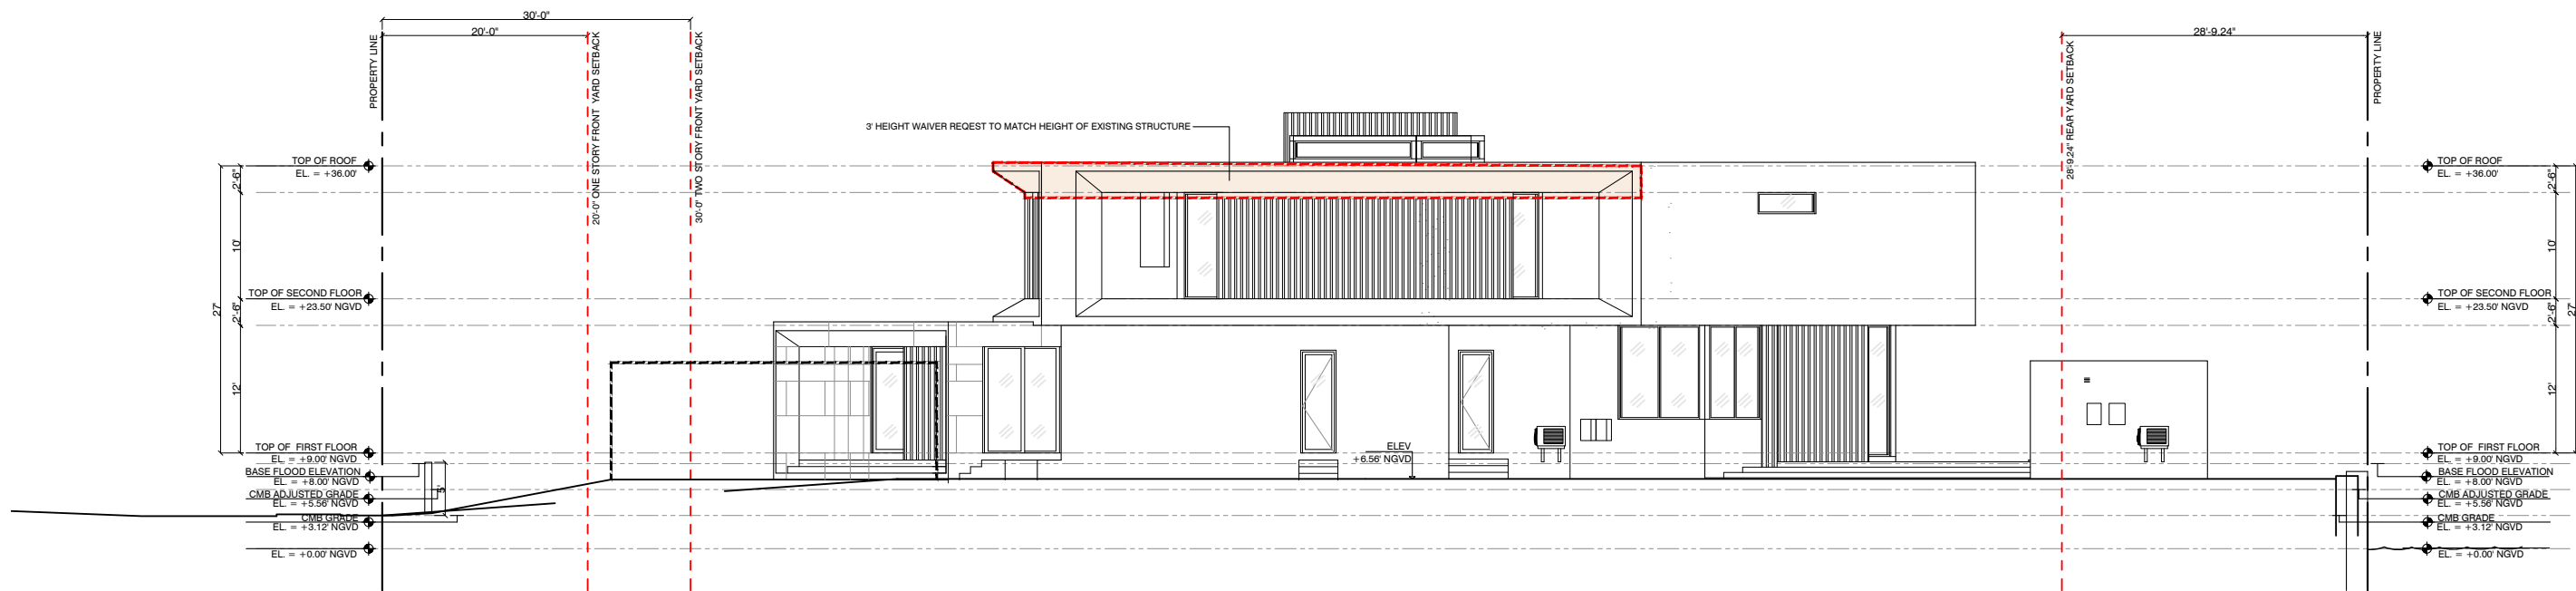 30'-0"
20'-0"
28'-9.24"
PROPERTY LINE
20'-0" ONE STORY FRONT YARD SETBACK
30'-0" TWO STORY FRONT YARD SETBACK
28'-9.24" REAR YARD SETBACK
PROPERTY LINE
3' HEIGHT WAIVER REQEST TO MATCH HEIGHT OF EXISTING STRUCTURE
TOP OF ROOF
EL. = +36.00'
TOP OF SECOND FLOOR
EL. = +23.50' NGVD
TOP OF FIRST FLOOR
EL. = +9.00' NGVD
BASE FLOOD ELEVATION
EL. = +8.00' NGVD
CMB ADJUSTED GRADE
EL. = +5.56' NGVD
CMB GRADE
EL. = +3.12' NGVD
EL. = +0.00' NGVD
27'
2'-6"
10'
2'-6"
12'
5'
ELEV
+6.56' NGVD
TOP OF ROOF
EL. = +36.00'
TOP OF SECOND FLOOR
EL. = +23.50' NGVD
TOP OF FIRST FLOOR
EL. = +9.00' NGVD
BASE FLOOD ELEVATION
EL. = +8.00' NGVD
CMB ADJUSTED GRADE
EL. = +5.56' NGVD
CMB GRADE
EL. = +3.12' NGVD
EL. = +0.00' NGVD
2'-6"
10'
2'-6"
12'
27'